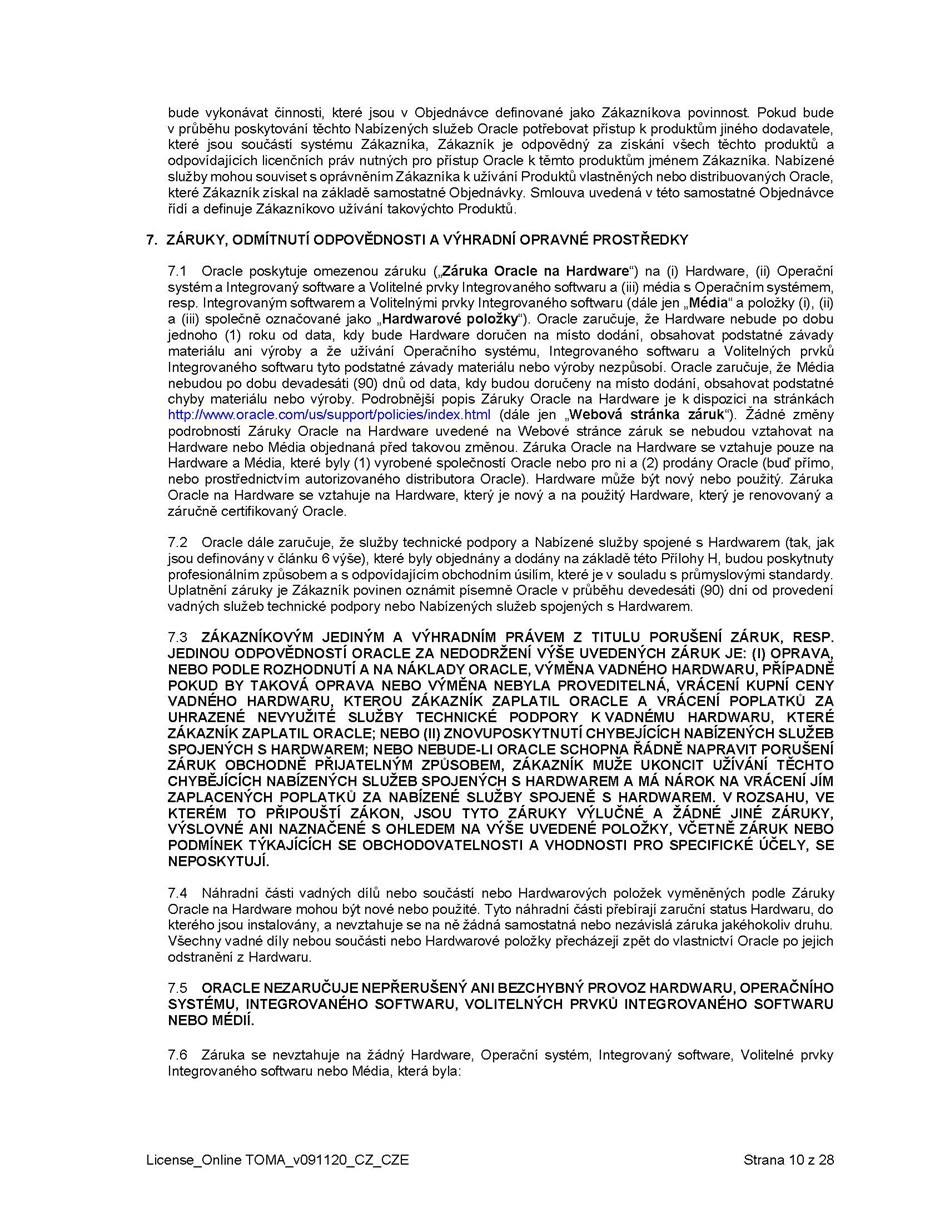 bude vykonávat činnosti, které jsou v Objednávce definované jako Zákazníkova povinnost. Pokud bude
v průběhu poskytování těchto Nabízených služeb Oracle potřebovat přístup k produktům jiného dodavatele,
které jsou součástí systému Zákazníka, Zákazník je odpovědný za získání všech těchto produktů a
odpovídajících licenčních práv nutných pro přístup Oracle k těmto produktům jménem Zákazníka. Nabízené
služby mohou souviset s oprávněním Zákazníka k užívání Produktů vlastněných nebo distribuovaných Oracle,
které Zákazník získal na základě samostatné Objednávky. Smlouva uvedená v této samostatné Objednávce
řídí a definuje Zákazníkovo užívání takovýchto Produktů.
7. ZÁRUKY, ODMÍTNUTÍ ODPOVĚDNOSTI A VÝHRADNÍ OPRAVNÉ PROSTŘEDKY
7.1 Oracle poskytuje omezenou záruku („Záruka Oracle na Hardware“) na (i) Hardware, (ii) Operační
systém a Integrovaný software a Volitelné prvky Integrovaného softwaru a (iii) média s Operačním systémem,
resp. Integrovaným softwarem a Volitelnými prvky Integrovaného softwaru (dále jen „Média“ a položky (i), (ii)
a (iii) společně označované jako „Hardwarové položky“). Oracle zaručuje, že Hardware nebude po dobu
jednoho (1) roku od data, kdy bude Hardware doručen na místo dodání, obsahovat podstatné závady
materiálu ani výroby a že užívání Operačního systému, Integrovaného softwaru a Volitelných prvků
Integrovaného softwaru tyto podstatné závady materiálu nebo výroby nezpůsobí. Oracle zaručuje, že Média
nebudou po dobu devadesáti (90) dnů od data, kdy budou doručeny na místo dodání, obsahovat podstatné
chyby materiálu nebo výroby. Podrobnější popis Záruky Oracle na Hardware je k dispozici na stránkách
http://www.oracle.com/us/support/policies/index.html (dále jen „Webová stránka záruk“). Žádné změny
podrobností Záruky Oracle na Hardware uvedené na Webové stránce záruk se nebudou vztahovat na
Hardware nebo Média objednaná před takovou změnou. Záruka Oracle na Hardware se vztahuje pouze na
Hardware a Média, které byly (1) vyrobené společností Oracle nebo pro ni a (2) prodány Oracle (buď přímo,
nebo prostřednictvím autorizovaného distributora Oracle). Hardware může být nový nebo použitý. Záruka
Oracle na Hardware se vztahuje na Hardware, který je nový a na použitý Hardware, který je renovovaný a
záručně certifikovaný Oracle.
7.2 Oracle dále zaručuje, že služby technické podpory a Nabízené služby spojené s Hardwarem (tak, jak
jsou definovány v článku 6 výše), které byly objednány a dodány na základě této Přílohy H, budou poskytnuty
profesionálním způsobem a s odpovídajícím obchodním úsilím, které je v souladu s průmyslovými standardy.
Uplatnění záruky je Zákazník povinen oznámit písemně Oracle v průběhu devedesáti (90) dní od provedení
vadných služeb technické podpory nebo Nabízených služeb spojených s Hardwarem.
7.3 ZÁKAZNÍKOVÝM JEDINÝM A VÝHRADNÍM PRÁVEM Z TITULU PORUŠENÍ ZÁRUK, RESP.
JEDINOU ODPOVĚDNOSTÍ ORACLE ZA NEDODRŽENÍ VÝŠE UVEDENÝCH ZÁRUK JE: (I) OPRAVA,
NEBO PODLE ROZHODNUTÍ A NA NÁKLADY ORACLE, VÝMĚNA VADNÉHO HARDWARU, PŘÍPADNĚ
POKUD BY TAKOVÁ OPRAVA NEBO VÝMĚNA NEBYLA PROVEDITELNÁ, VRÁCENÍ KUPNÍ CENY
VADNÉHO HARDWARU, KTEROU ZÁKAZNÍK ZAPLATIL ORACLE A VRÁCENÍ POPLATKŮ ZA
UHRAZENÉ NEVYUŽITÉ SLUŽBY TECHNICKÉ PODPORY K VADNÉMU HARDWARU, KTERÉ
ZÁKAZNÍK ZAPLATIL ORACLE; NEBO (II) ZNOVUPOSKYTNUTÍ CHYBEJÍCÍCH NABÍZENÝCH SLUŽEB
SPOJENÝCH S HARDWAREM; NEBO NEBUDE-LI ORACLE SCHOPNA ŘÁDNĚ NAPRAVIT PORUŠENÍ
ZÁRUK OBCHODNĚ PŘIJATELNÝM ZPŮSOBEM, ZÁKAZNÍK MUŽE UKONCIT UŽÍVÁNÍ TĚCHTO
CHYBĚJÍCÍCH NABÍZENÝCH SLUŽEB SPOJENÝCH S HARDWAREM A MÁ NÁROK NA VRÁCENÍ JÍM
ZAPLACENÝCH POPLATKŮ ZA NABÍZENÉ SLUŽBY SPOJENĚ S HARDWAREM. V ROZSAHU, VE
KTERÉM TO PŘIPOUŠTÍ ZÁKON, JSOU TYTO ZÁRUKY VÝLUČNÉ A ŽÁDNÉ JINÉ ZÁRUKY,
VÝSLOVNÉ ANI NAZNAČENÉ S OHLEDEM NA VÝŠE UVEDENÉ POLOŽKY, VČETNĚ ZÁRUK NEBO
PODMÍNEK TÝKAJÍCÍCH SE OBCHODOVATELNOSTI A VHODNOSTI PRO SPECIFICKÉ ÚČELY, SE
NEPOSKYTUJÍ.
7.4 Náhradní části vadných dílů nebo součástí nebo Hardwarových položek vyměněných podle Záruky
Oracle na Hardware mohou být nové nebo použité. Tyto náhradní části přebírají zaruční status Hardwaru, do
kterého jsou instalovány, a nevztahuje se na ně žádná samostatná nebo nezávislá záruka jakéhokoliv druhu.
Všechny vadné díly nebou součásti nebo Hardwarové položky přecházejí zpět do vlastnictví Oracle po jejich
odstranění z Hardwaru.
7.5 ORACLE NEZARUČUJE NEPŘERUŠENÝ ANI BEZCHYBNÝ PROVOZ HARDWARU, OPERAČNÍHO
SYSTÉMU, INTEGROVANÉHO SOFTWARU, VOLITELNÝCH PRVKŮ INTEGROVANÉHO SOFTWARU
NEBO MÉDIÍ.
7.6 Záruka se nevztahuje na žádný Hardware, Operační systém, Integrovaný software, Volitelné prvky
Integrovaného softwaru nebo Média, která byla:
License_Online TOMA_v091120_CZ_CZE Strana 10 z 28